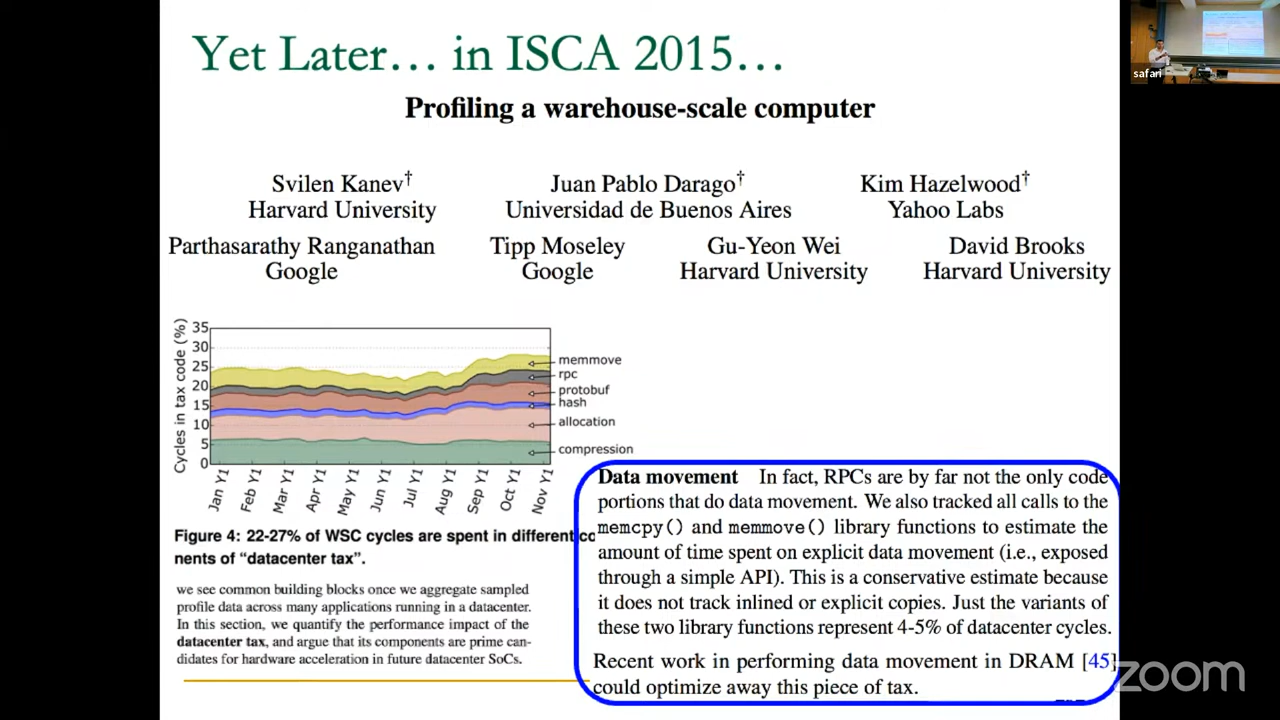 Yet Later… in ISCA 2015…
Profiling a warehouse-scale computer
Svilen Kanev†
Harvard University
Juan Pablo Darago†
Universidad de Buenos Aires
Kim Hazelwood†
Yahoo Labs
Parthasarathy Ranganathan
Google
Tipp Moseley
Google
Gu-Yeon Wei
Harvard University
David Brooks
Harvard University
Cycles in tax code (%)
35
30
25
20
15
10
5
0
memmove
rpc
protobuf
hash
allocation
compression
Jan Y1
Feb Y1
Mar Y1
Apr Y1
May Y1
Jun Y1
Jul Y1
Aug Y1
Sep Y1
Oct Y1
Nov Y1
Figure 4: 22-27% of WSC cycles are spent in different co
nents of “datacenter tax”.
we see common building blocks once we aggregate sampled
profile data across many applications running in a datacenter.
In this section, we quantify the performance impact of the
datacenter tax, and argue that its components are prime can-
didates for hardware acceleration in future datacenter SoCs.
Data movement In fact, RPCs are by far not the only code
portions that do data movement. We also tracked all calls to the
memcpy() and memmove() library functions to estimate the
amount of time spent on explicit data movement (i.e., exposed
through a simple API). This is a conservative estimate because
it does not track inlined or explicit copies. Just the variants of
these two library functions represent 4-5% of datacenter cycles.
Recent work in performing data movement in DRAM [45]
could optimize away this piece of tax.
safari
zoom